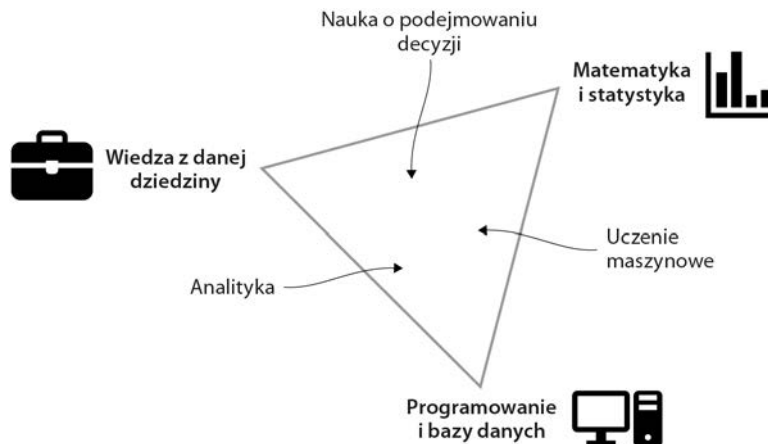 Nauka o podejmowaniu
decyzji
Matematyka
i statystyka
Wiedza z danej
dziedziny
Uczenie
maszynowe
Analityka
Programowanie
i bazy danych